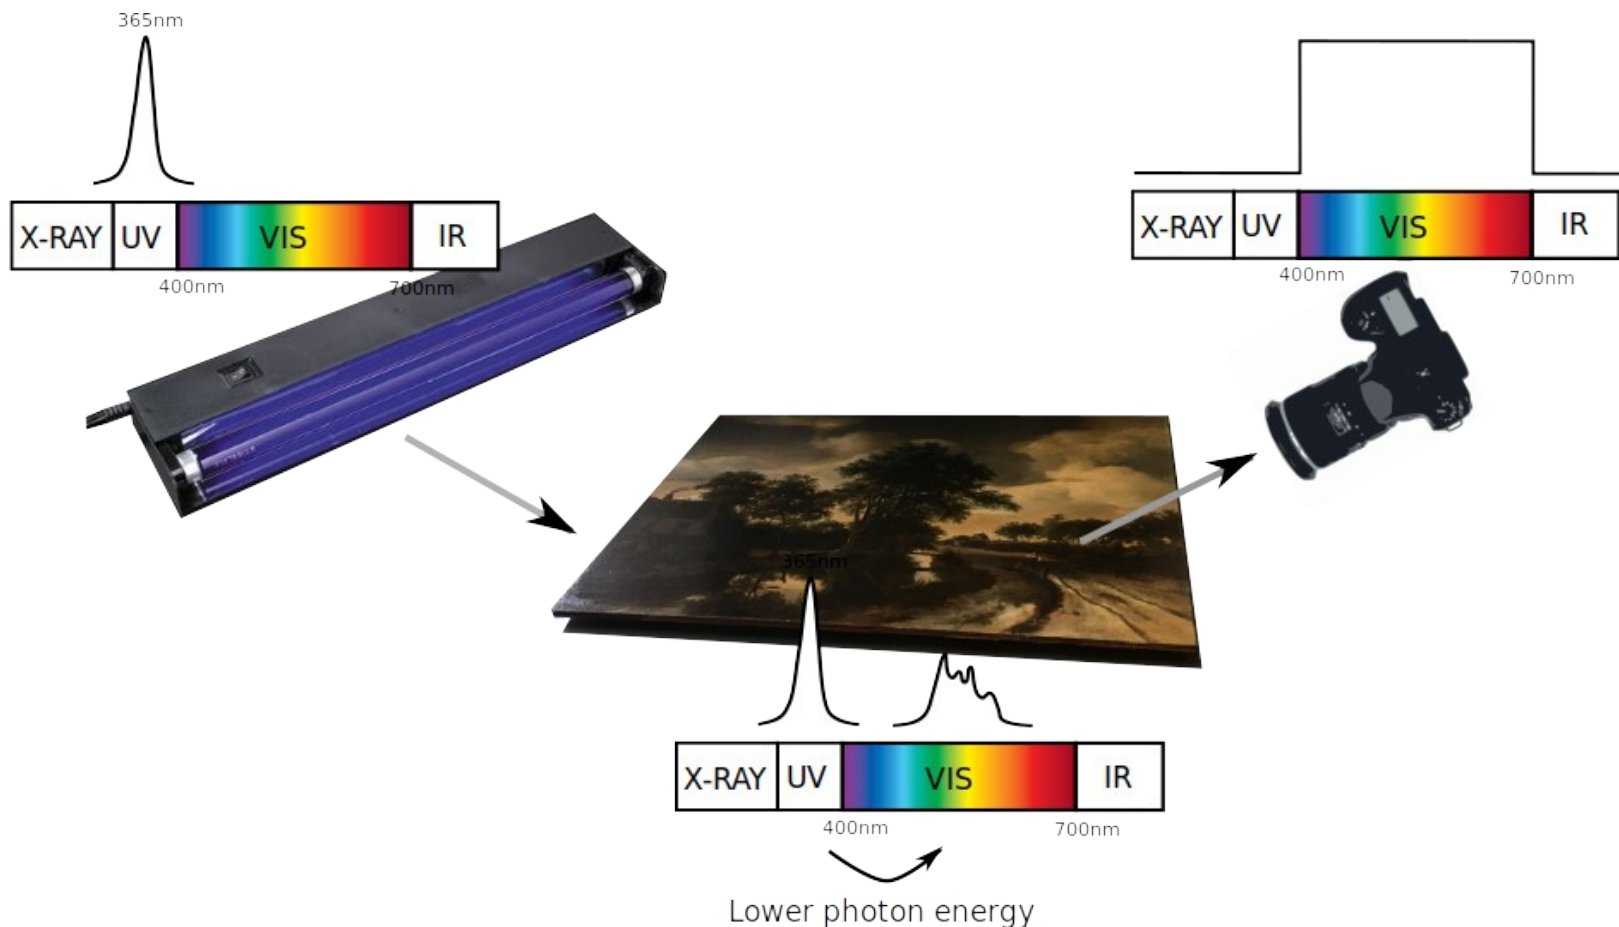 365nm
X-RAY UV VIS IR
400nm 700nm
X-RAY UV VIS IR
400nm 700nm
365nm
X-RAY UV VIS IR
400nm 700nm
Lower photon energy